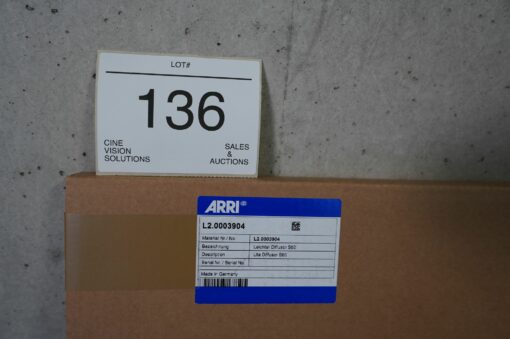 LOT#
136
CINE
VISION
SOLUTIONS
SALES
&
AUCTIONS
ARRI®
L2.0003904
Material Nr./ No. L2.0003904
Bezeichnung Leichter Diffusor S60
Description Lite Diffusor S60
Serial Nr. / Serial No.
Made in Germany